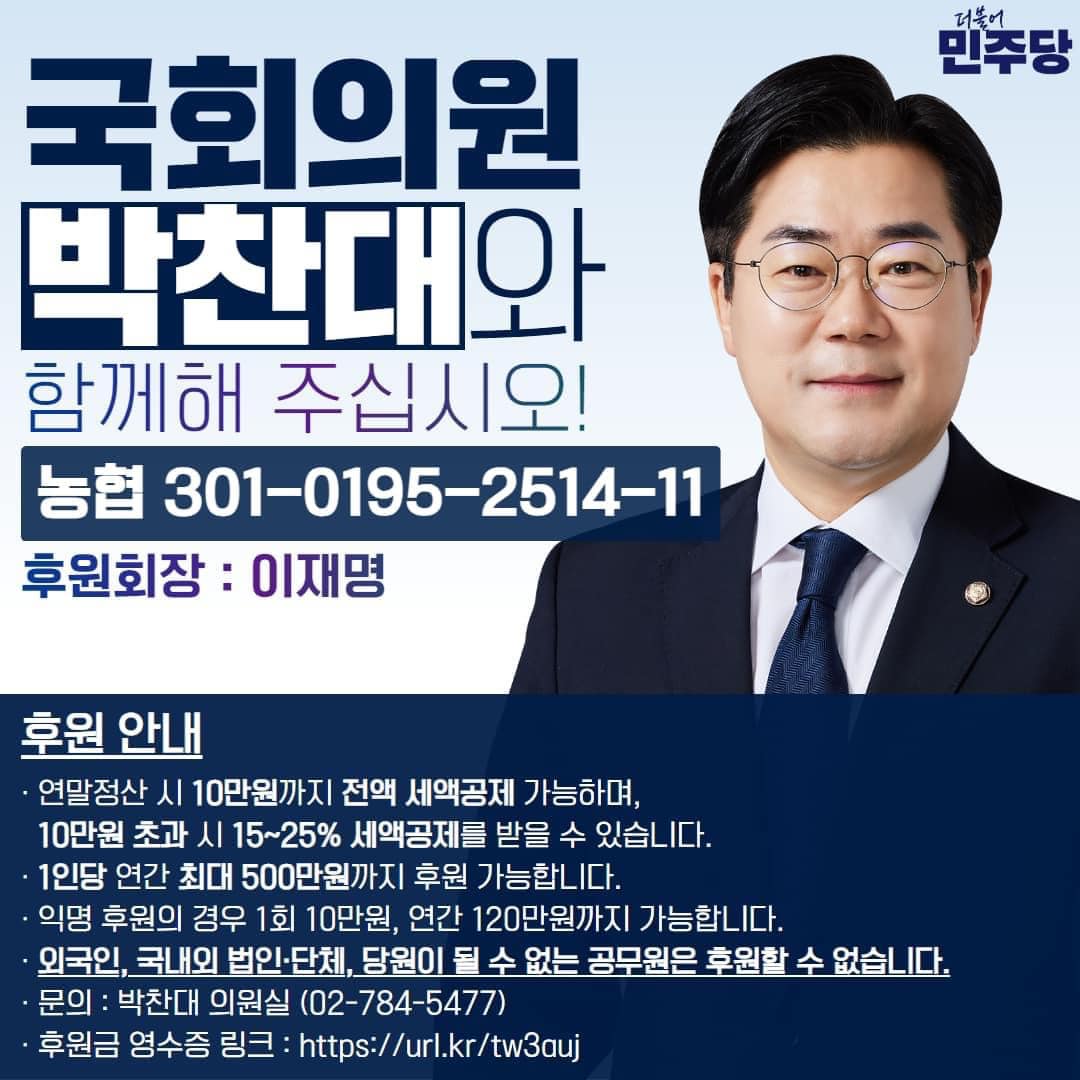 더불어
민주당
국회의원
박찬대와
함께해 주십시오!
농협 301-0195-2514-11
후원회장 : 이재명
후원 안내
· 연말정산 시 10만원까지 전액 세액공제 가능하며,
10만원 초과 시 15~25% 세액공제를 받을 수 있습니다.
· 1인당 연간 최대 500만원까지 후원 가능합니다.
· 익명 후원의 경우 1회 10만원, 연간 120만원까지 가능합니다.
· 외국인, 국내외 법인·단체, 당원이 될 수 없는 공무원은 후원할 수 없습니다.
· 문의 : 박찬대 의원실 (02-784-5477)
· 후원금 영수증 링크 : https://url.kr/tw3auj